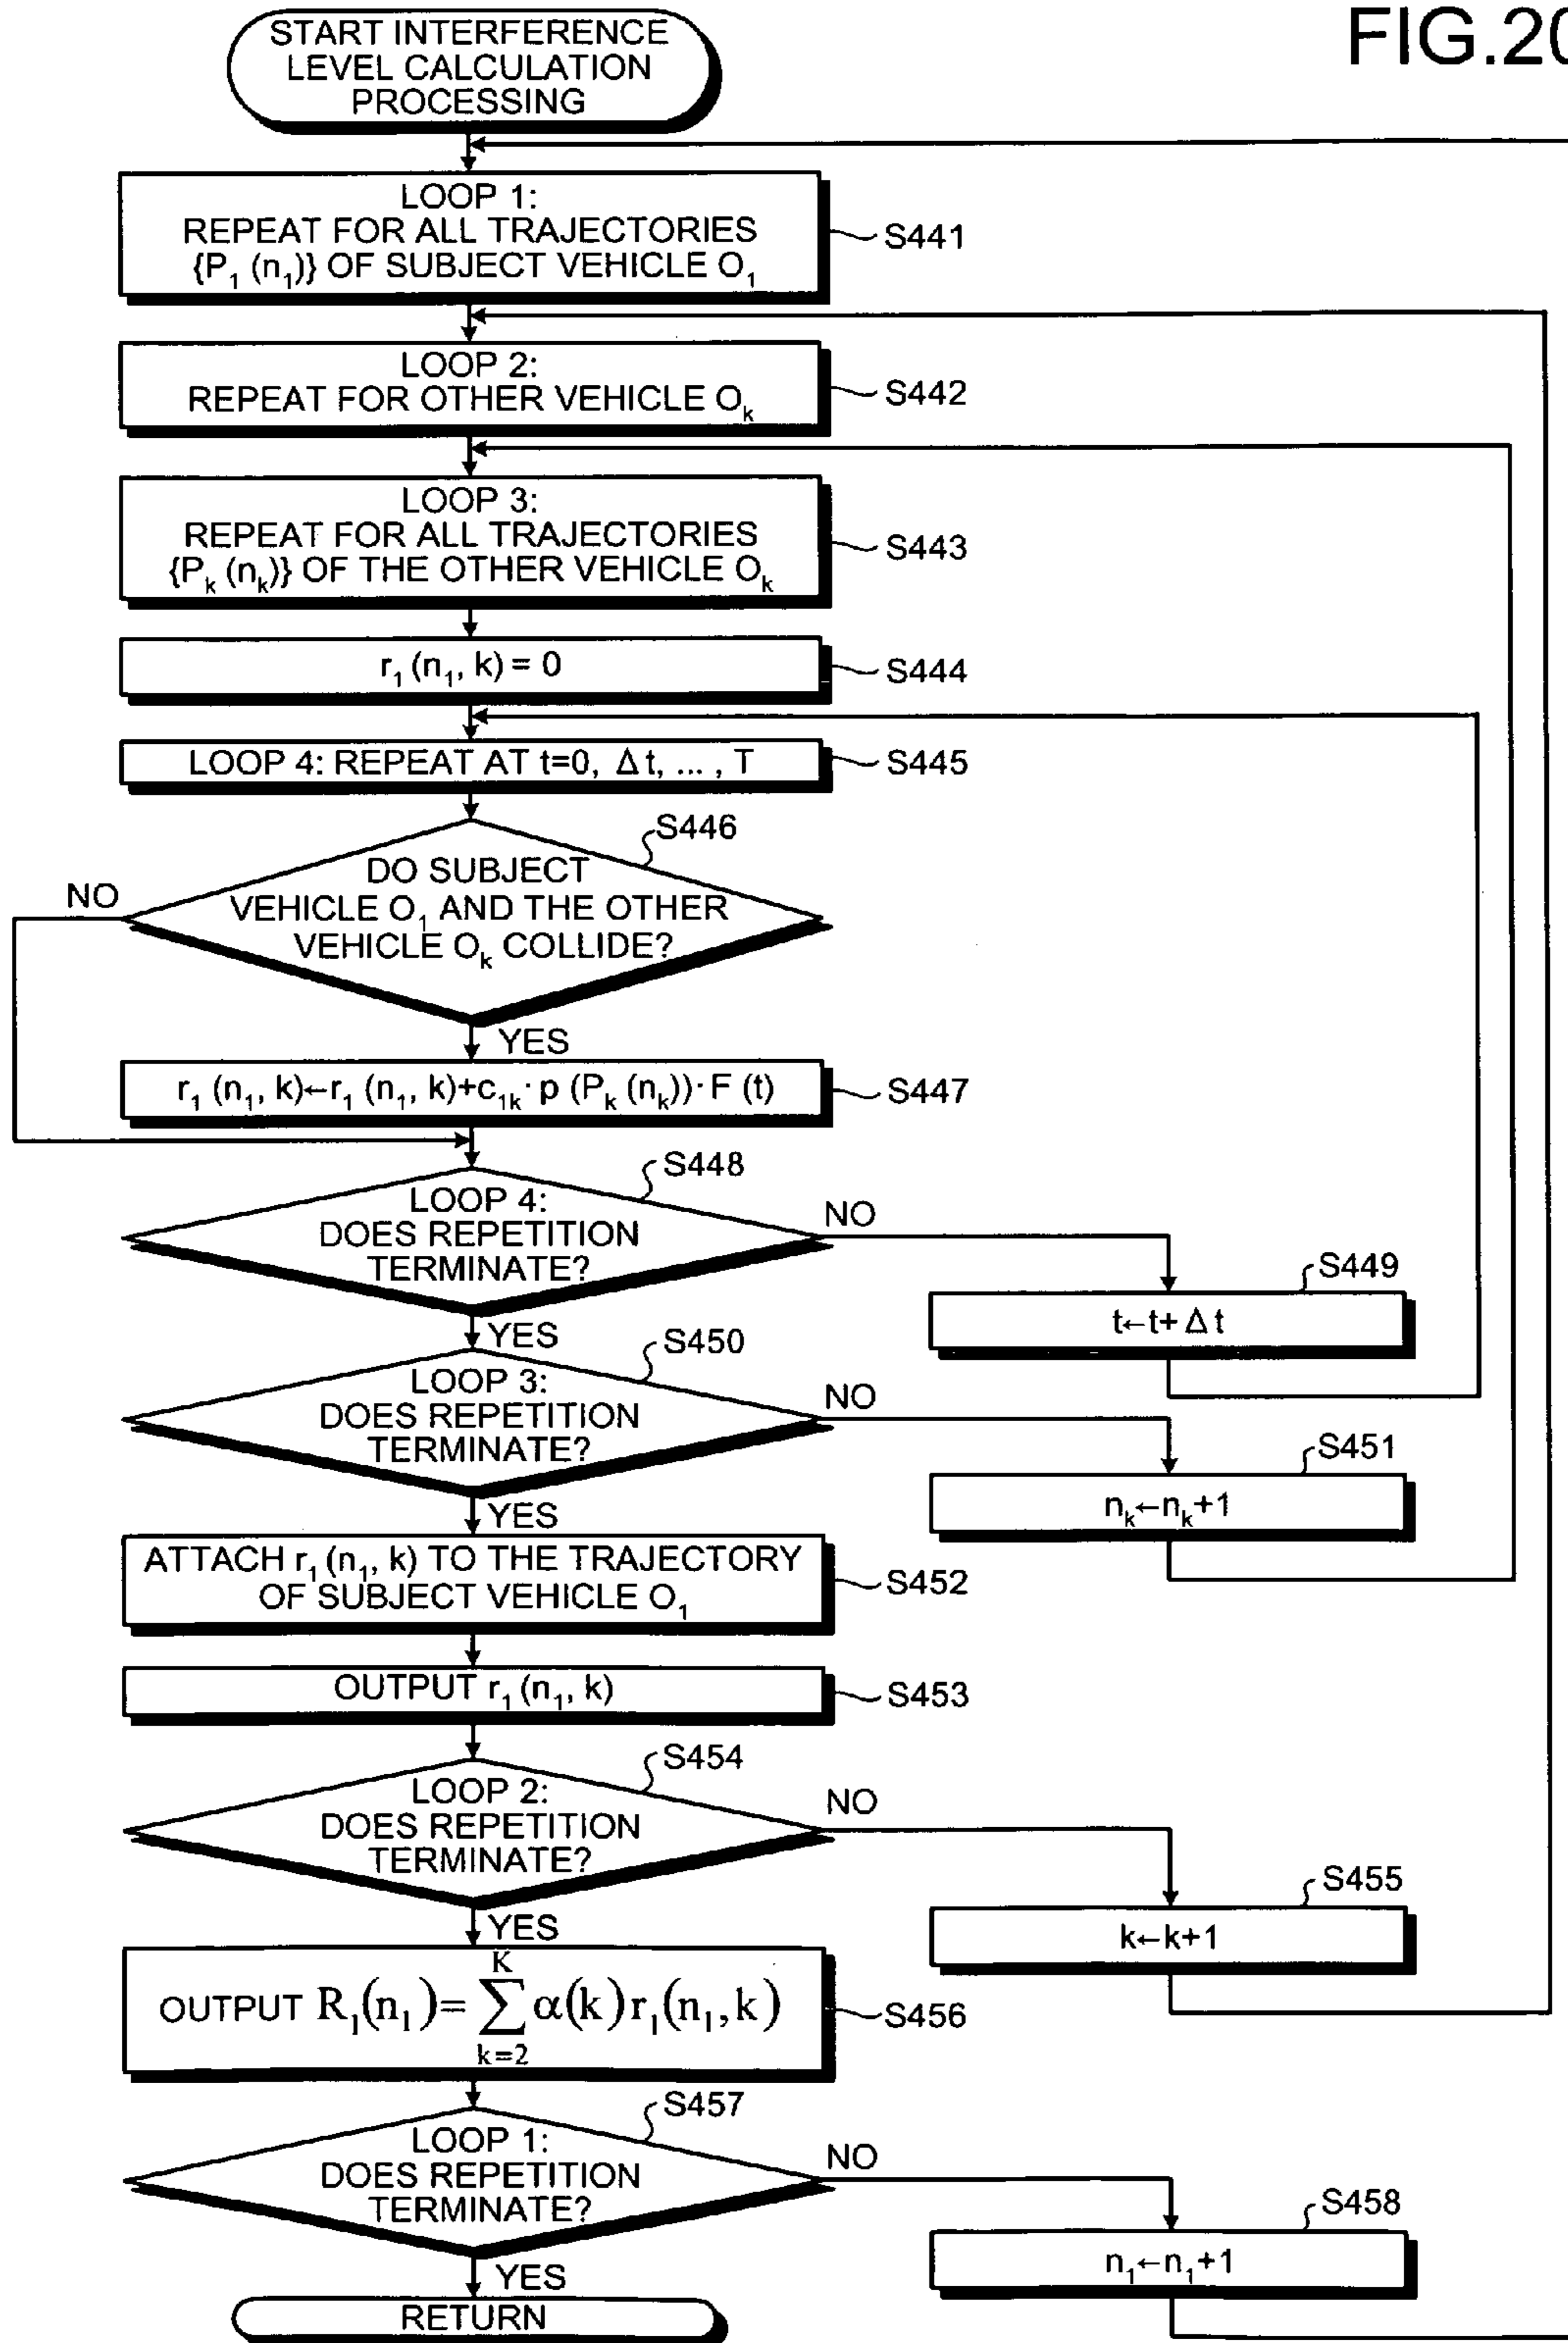 FIG.20
START INTERFERENCE
LEVEL CALCULATION
PROCESSING
LOOP 1:
REPEAT FOR ALL TRAJECTORIES
{P₁ (n₁)} OF SUBJECT VEHICLE O₁
S441
LOOP 2:
REPEAT FOR OTHER VEHICLE Oₖ
S442
LOOP 3:
REPEAT FOR ALL TRAJECTORIES
{Pₖ (nₖ)} OF THE OTHER VEHICLE Oₖ
S443
r₁ (n₁, k) = 0
S444
LOOP 4: REPEAT AT t=0, Δt, ... , T
S445
S446
DO SUBJECT
VEHICLE O₁ AND THE OTHER
VEHICLE Oₖ COLLIDE?
NO
YES
r₁ (n₁, k)←r₁ (n₁, k)+c₁ₖ· p (Pₖ (nₖ))· F (t)
S447
S448
LOOP 4:
DOES REPETITION
TERMINATE?
NO
YES
S449
t←t+ Δt
S450
LOOP 3:
DOES REPETITION
TERMINATE?
NO
YES
S451
nₖ←nₖ+1
ATTACH r₁ (n₁, k) TO THE TRAJECTORY
OF SUBJECT VEHICLE O₁
S452
OUTPUT r₁ (n₁, k)
S453
S454
LOOP 2:
DOES REPETITION
TERMINATE?
NO
YES
S455
k←k+1
OUTPUT R₁(n₁)= K ∑ k=2 α(k) r₁(n₁, k)
S456
S457
LOOP 1:
DOES REPETITION
TERMINATE?
NO
YES
S458
n₁←n₁+1
RETURN